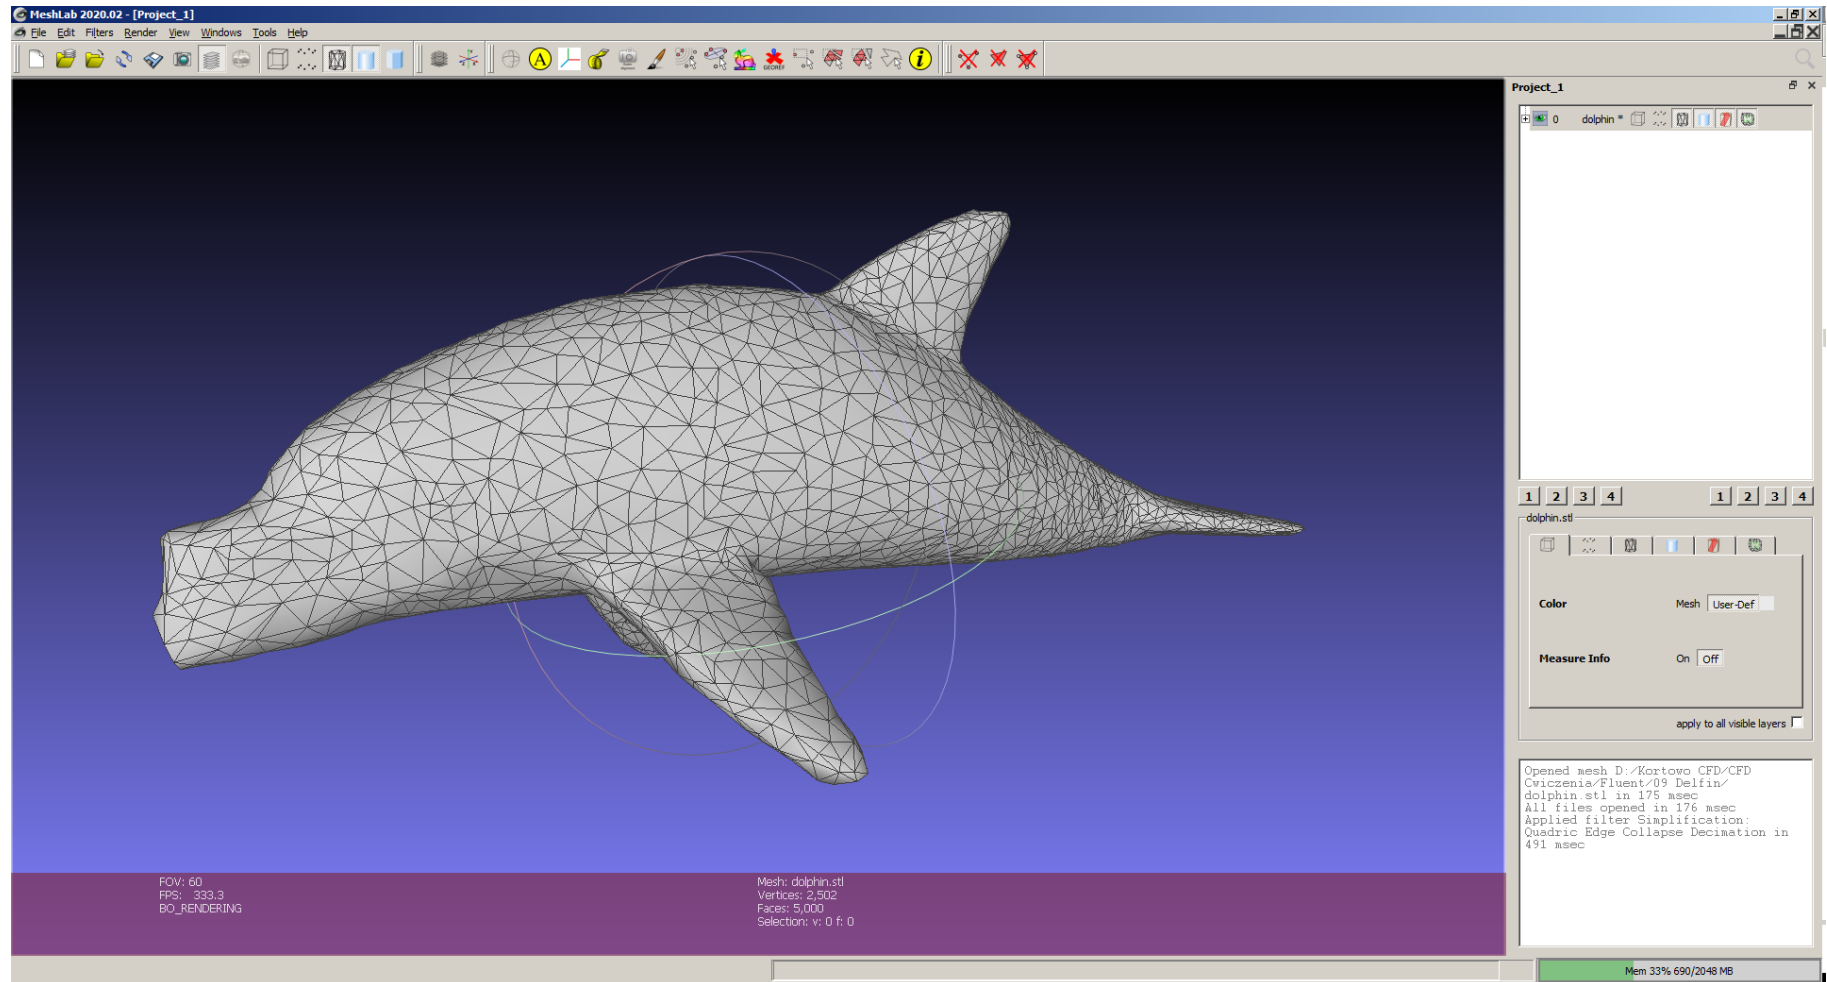 MeshLab 2020.02 - [Project_1]
File Edit Filters Render View Windows Tools Help
A
GEOREF
i
Project_1
0 dolphin *
1 2 3 4 1 2 3 4
dolphin.stl
Color Mesh User-Def
Measure Info On Off
apply to all visible layers
Opened mesh D:/Kortowo CFD/CFD
Cwiczenia/Fluent/09 Delfin/
dolphin.stl in 175 msec
All files opened in 176 msec
Applied filter Simplification:
Quadric Edge Collapse Decimation in
491 msec
FOV: 60
FPS: 333.3
BO_RENDERING
Mesh: dolphin.stl
Vertices: 2,502
Faces: 5,000
Selection: v: 0 f: 0
Mem 33% 690/2048 MB